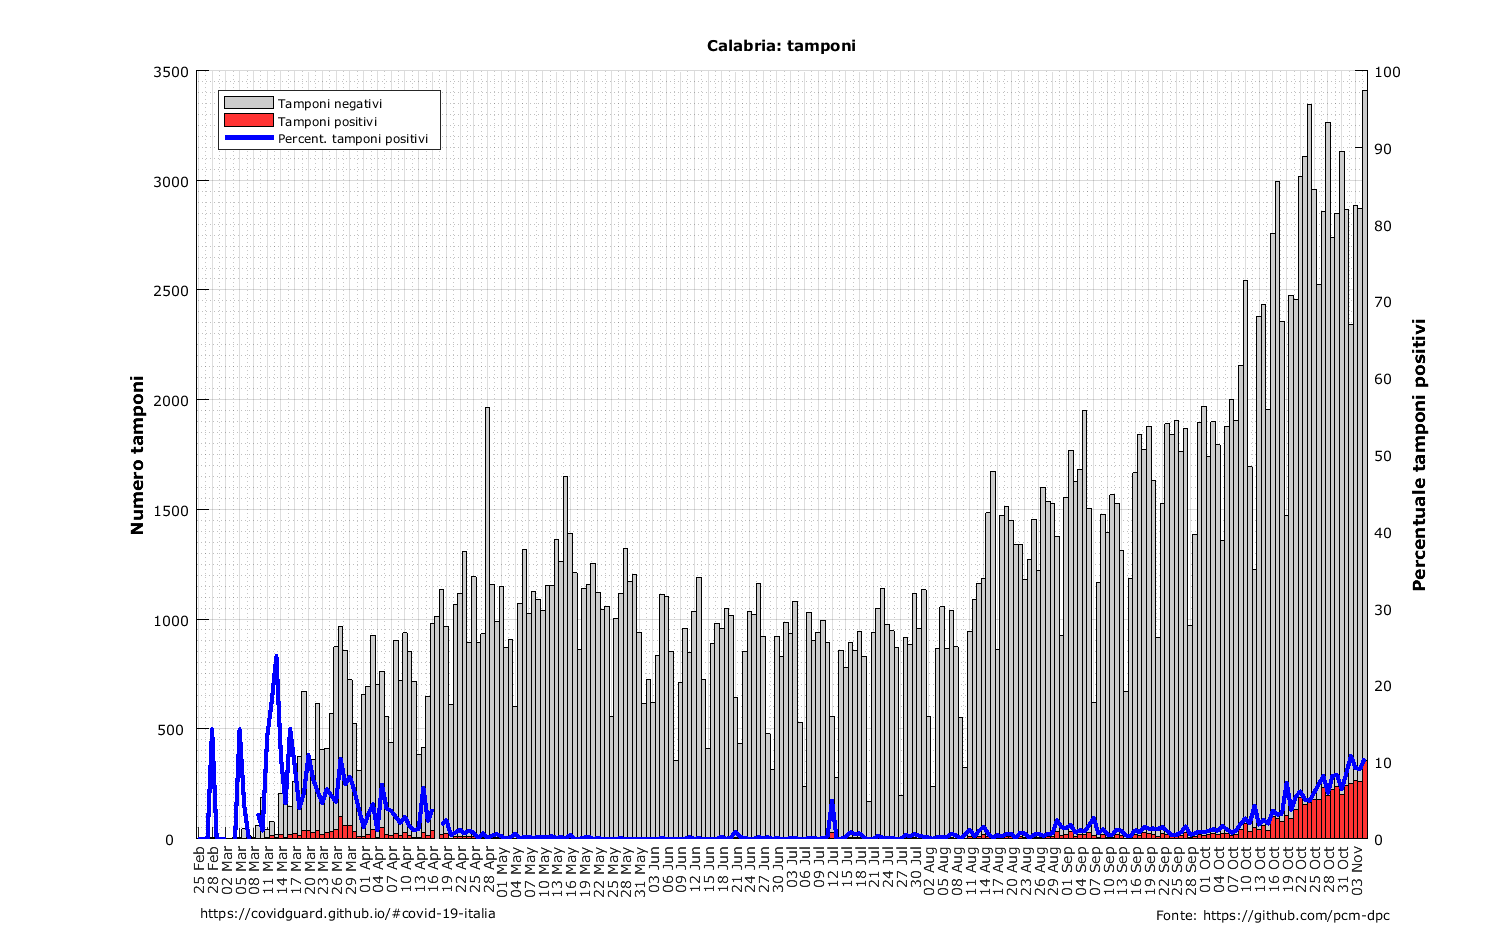 Calabria: tamponi
3500
3000
2500
2000
1500
1000
500
0
100
90
80
70
60
50
40
30
20
10
0
Tamponi negativi
Tamponi positivi
Percent. tamponi positivi
Numero tamponi
Percentuale tamponi positivi
25 Feb
28 Feb
02 Mar
05 Mar
08 Mar
11 Mar
14 Mar
17 Mar
20 Mar
23 Mar
26 Mar
29 Mar
01 Apr
04 Apr
07 Apr
10 Apr
13 Apr
16 Apr
19 Apr
22 Apr
25 Apr
28 Apr
01 May
04 May
07 May
10 May
13 May
16 May
19 May
22 May
25 May
28 May
31 May
03 Jun
06 Jun
09 Jun
12 Jun
15 Jun
18 Jun
21 Jun
24 Jun
27 Jun
30 Jun
03 Jul
06 Jul
09 Jul
12 Jul
15 Jul
18 Jul
21 Jul
24 Jul
27 Jul
30 Jul
02 Aug
05 Aug
08 Aug
11 Aug
14 Aug
17 Aug
20 Aug
23 Aug
26 Aug
29 Aug
01 Sep
04 Sep
07 Sep
10 Sep
13 Sep
16 Sep
19 Sep
22 Sep
25 Sep
28 Sep
01 Oct
04 Oct
07 Oct
10 Oct
13 Oct
16 Oct
19 Oct
22 Oct
25 Oct
28 Oct
31 Oct
03 Nov
https://covidguard.github.io/#covid-19-italia
Fonte: https://github.com/pcm-dpc